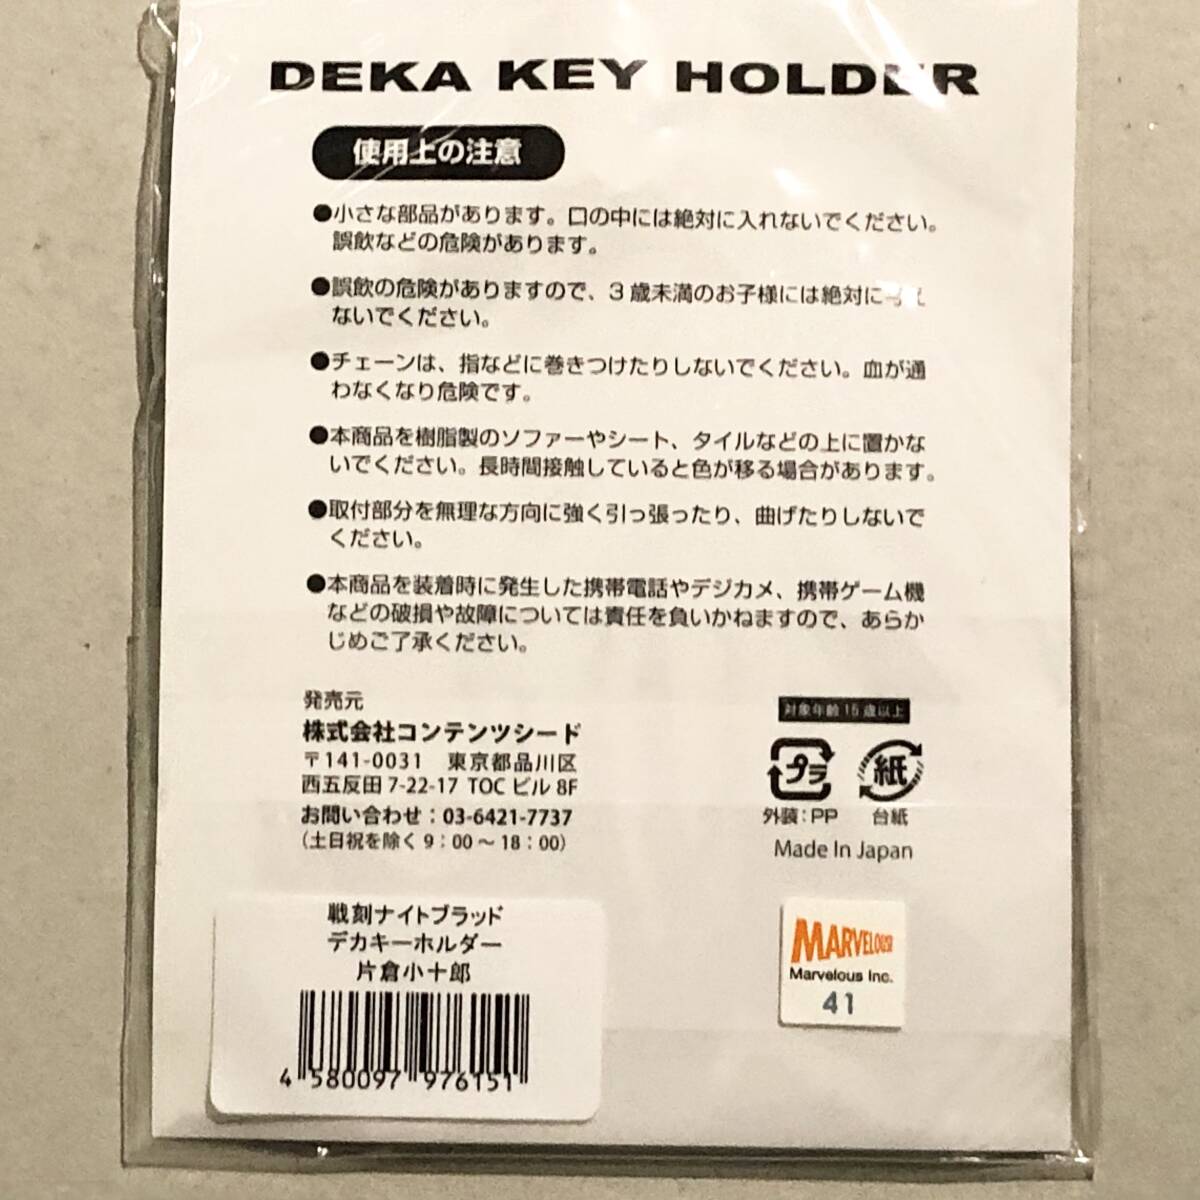 DEKA KEY HOLDER
使用上の注意
●小さな部品があります。口の中には絶対に入れないでください。
誤飲などの危険があります。
●誤飲の危険がありますので、3歳未満のお子様には絶対に与え
ないでください。
●チェーンは、指などに巻きつけたりしないでください。血が通
わなくなり危険です。
●本商品を樹脂製のソファーやシート、タイルなどの上に置かな
いでください。長時間接触していると色が移る場合があります。
●取付部分を無理な方向に強く引っ張ったり、曲げたりしないで
ください。
●本商品を装着時に発生した携帯電話やデジカメ、携帯ゲーム機
などの破損や故障については責任を負いかねますので、あらか
じめご了承ください。
発売元
株式会社コンテンツシード
〒141-0031 東京都品川区
西五反田 7-22-17 TOC ビル 8F
お問い合わせ：03-6421-7737
（土日祝を除く 9：00 〜 18：00）
対象年齢 15 歳以上
プラ 紙
外装：PP 台紙
Made In Japan
戦刻ナイトブラッド
デカキーホルダー
片倉小十郎
4 580097 976151
MARVELOUS!
Marvelous Inc.
41